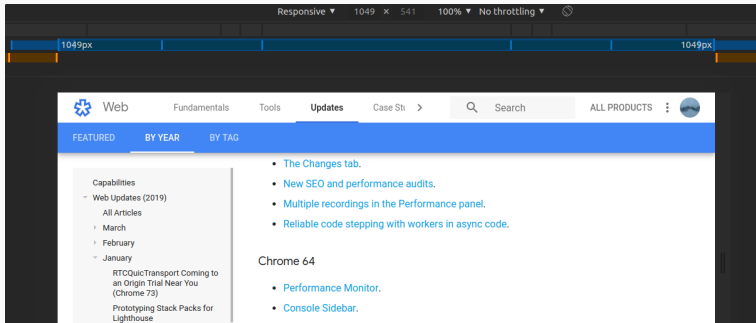 Responsive ▼ 1049 × 541 100% ▼ No throttling ▼
1049px 1049px
Web Fundamentals Tools Updates Case Stu Search ALL PRODUCTS
FEATURED BY YEAR BY TAG
Capabilities
Web Updates (2019)
All Articles
March
February
January
RTCQuicTransport Coming to
an Origin Trial Near You
(Chrome 73)
Prototyping Stack Packs for
Lighthouse
• The Changes tab.
• New SEO and performance audits.
• Multiple recordings in the Performance panel.
• Reliable code stepping with workers in async code.
Chrome 64
• Performance Monitor.
• Console Sidebar.